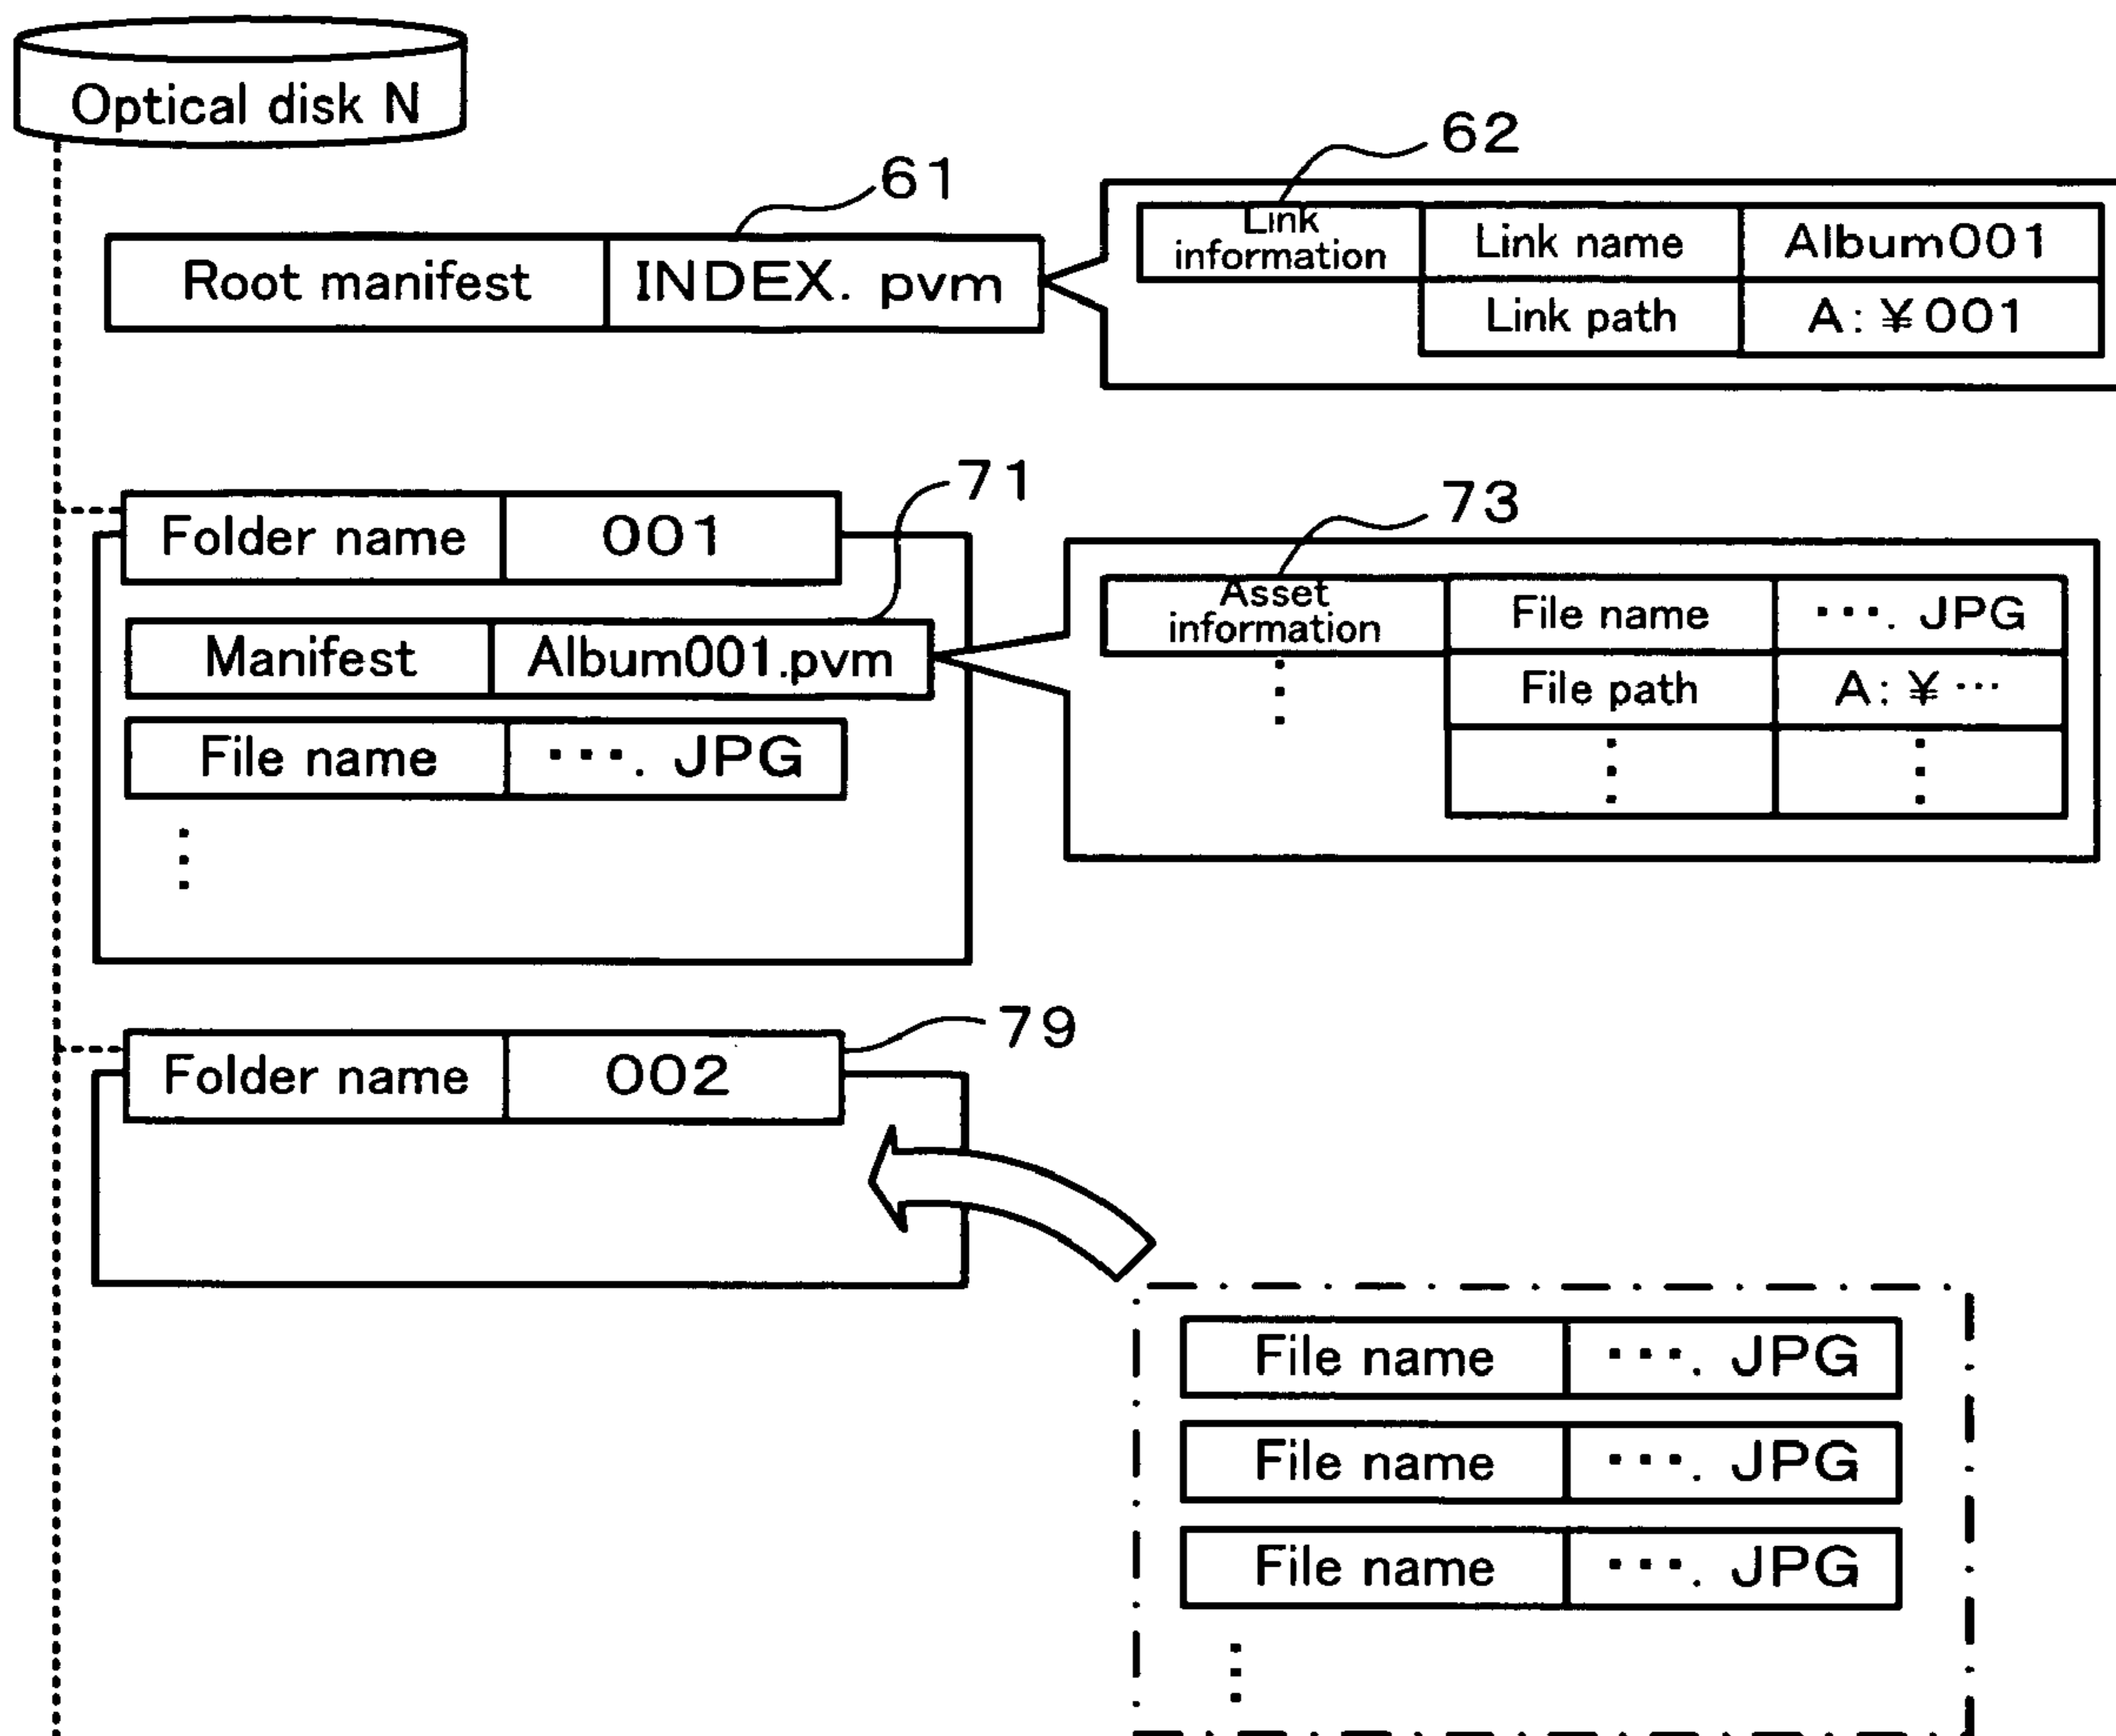 Optical disk N
61
Root manifest INDEX. pvm
62
Link information Link name Album001
Link path A:¥001
Folder name 001
71
Manifest Album001.pvm
File name ･･･. JPG
⋮
73
Asset information File name ･･･. JPG
⋮ File path A:¥･･･
⋮ ⋮
Folder name 002
79
File name ･･･. JPG
File name ･･･. JPG
File name ･･･. JPG
⋮